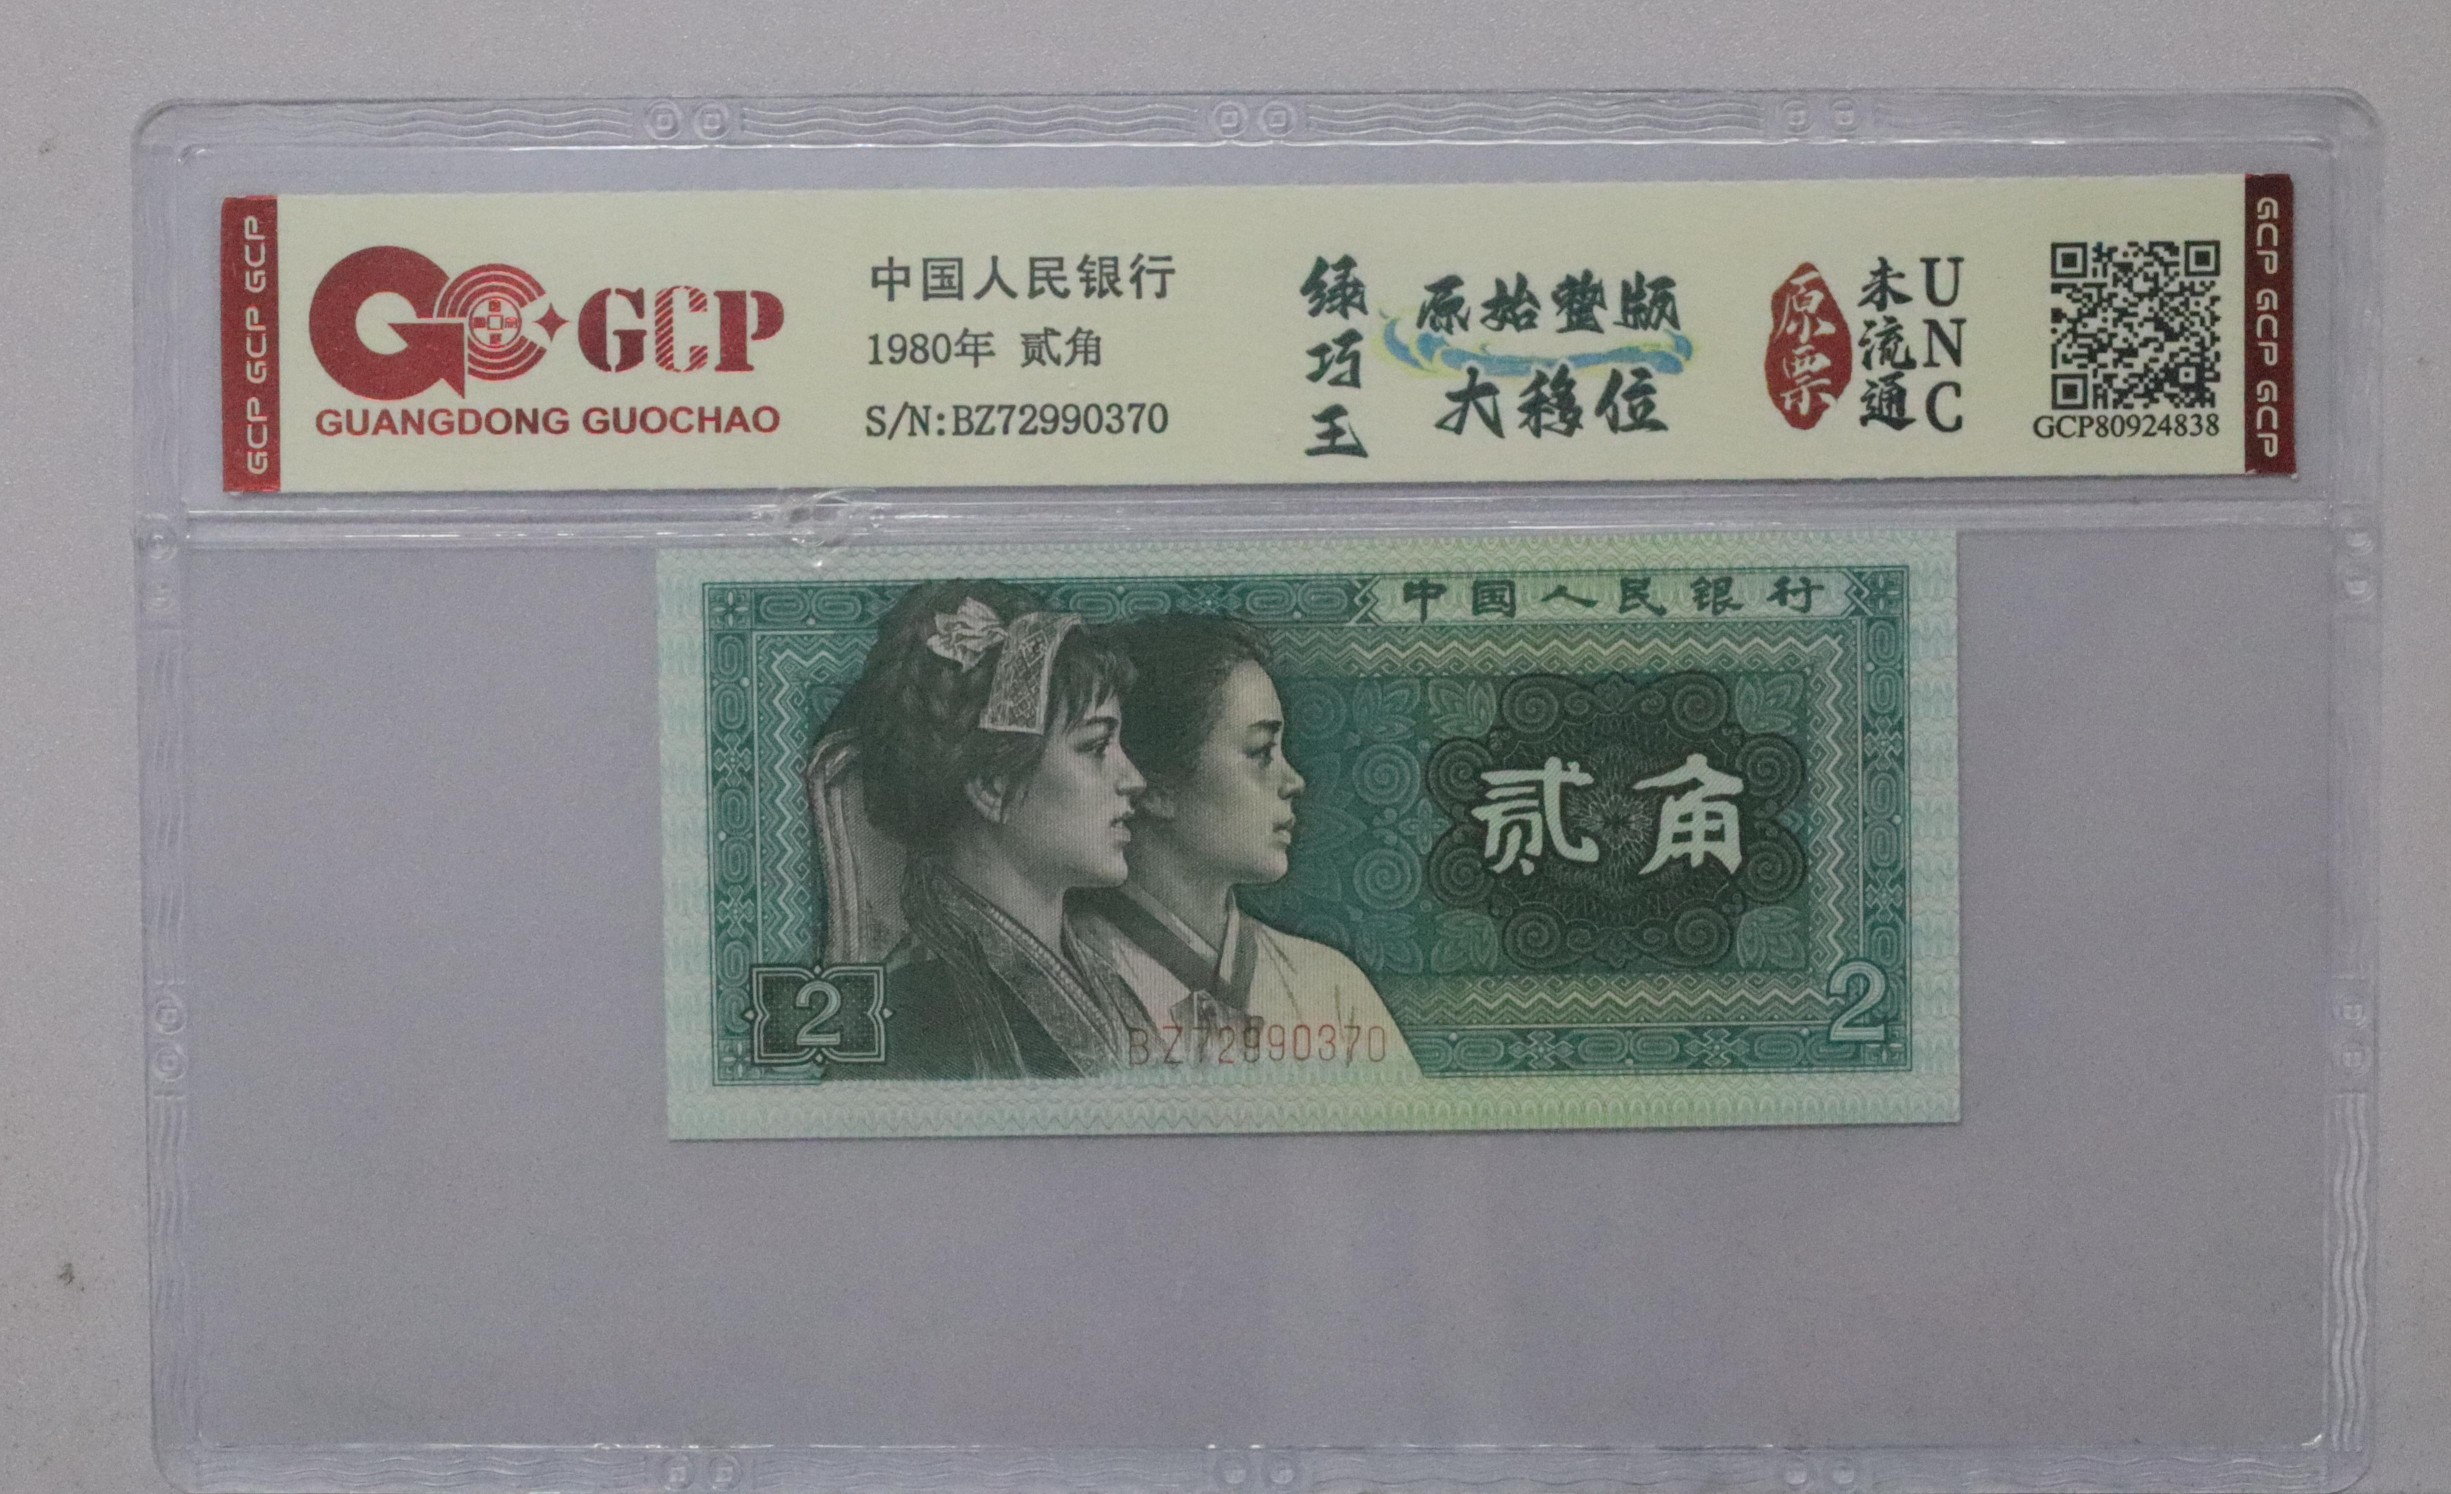 GCP GCP GCP
GCP
GUANGDONG GUOCHAO
中国人民银行
1980年 贰角
S/N:BZ72990370
绿巧王
原始整版
大移位
原票
未流通
UNC
GCP80924838
GCP GCP GCP
中国人民银行
贰角
2
2
BZ72990370